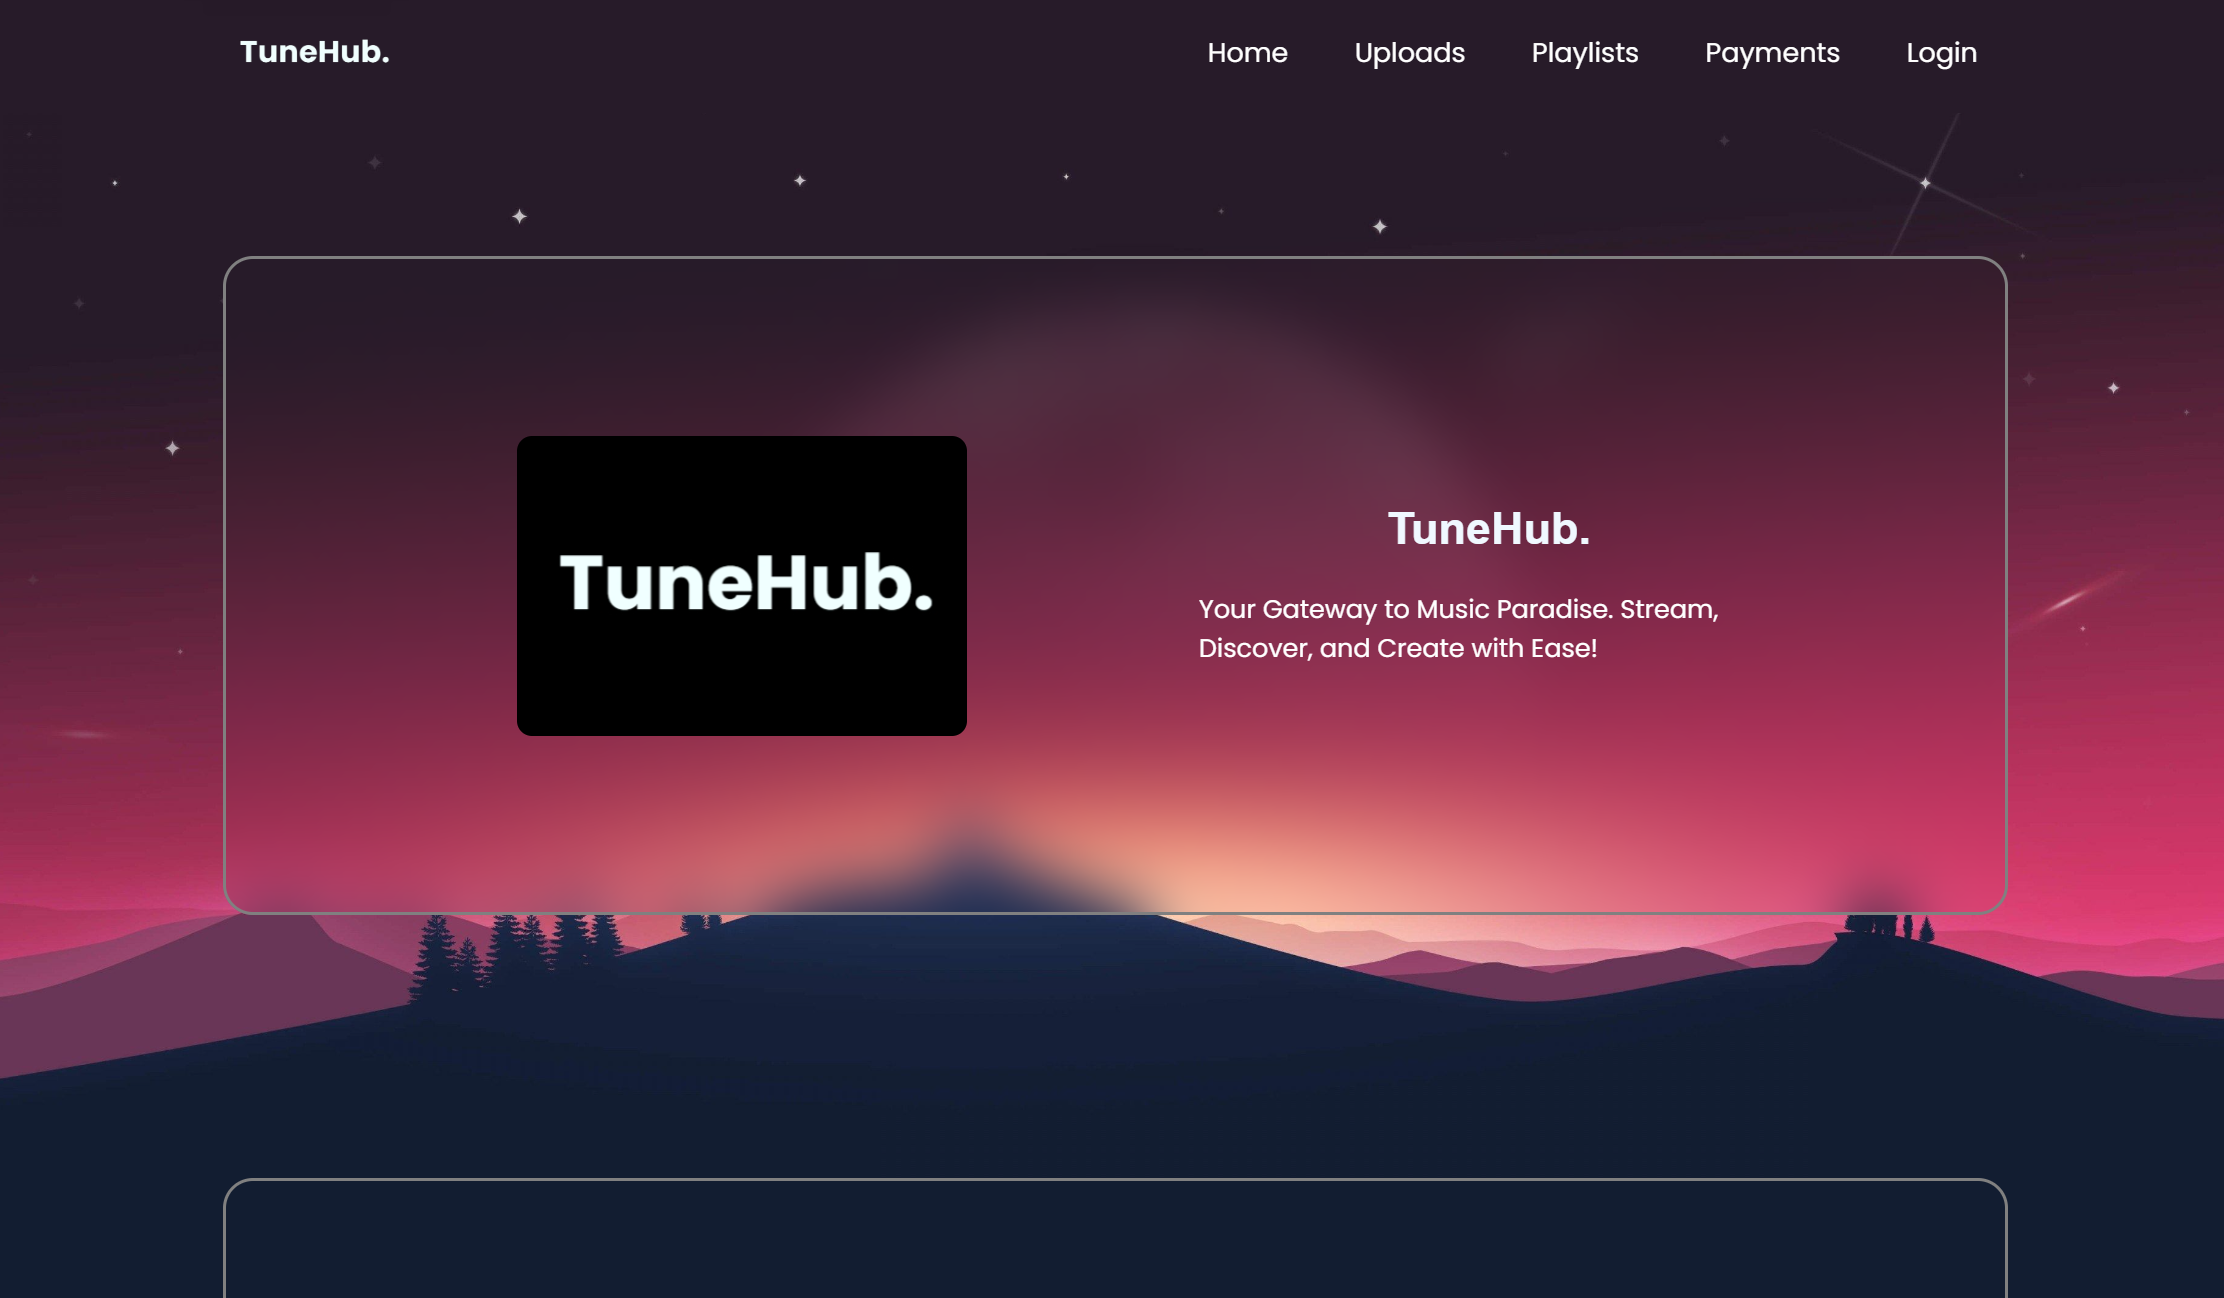 TuneHub.
Home Uploads Playlists Payments Login
TuneHub.
TuneHub.
Your Gateway to Music Paradise. Stream,
Discover, and Create with Ease!